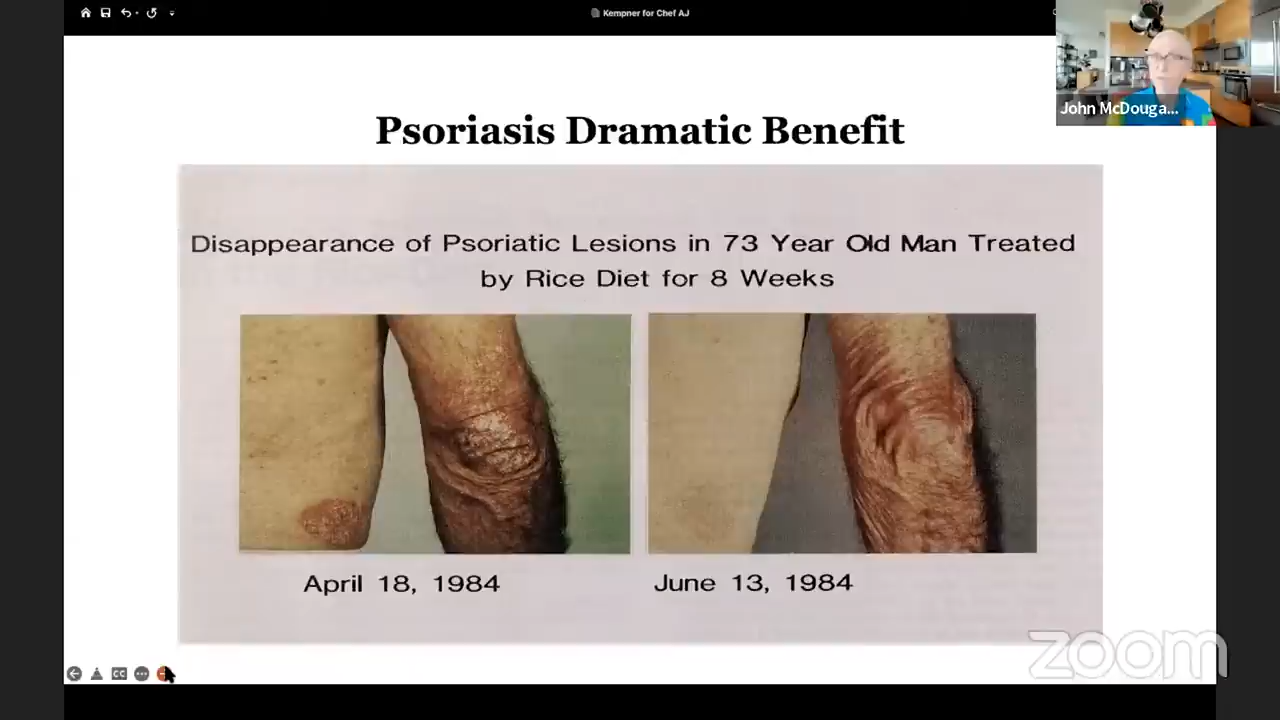 Kempner for Chef AJ
John McDouga...
Psoriasis Dramatic Benefit
Disappearance of Psoriatic Lesions in 73 Year Old Man Treated
by Rice Diet for 8 Weeks
April 18, 1984
June 13, 1984
CC
zoom